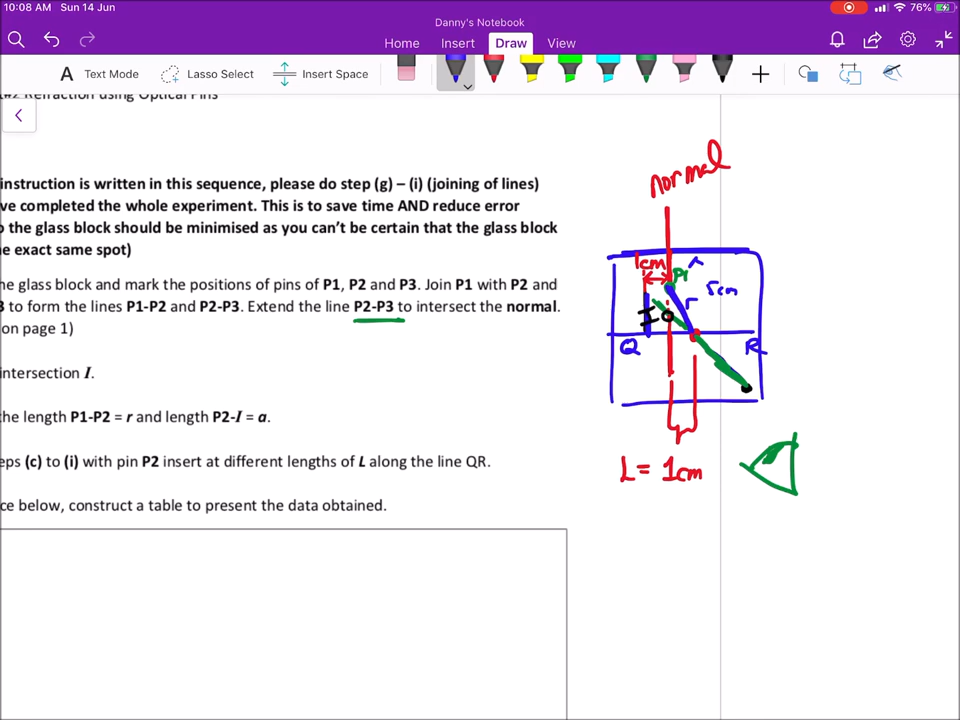 10:08 AM Sun 14 Jun
76%
Danny's Notebook
Home Insert Draw View
Text Mode Lasso Select Insert Space
Refraction using Optical Pins
instruction is written in this sequence, please do step (g) – (i) (joining of lines)
ve completed the whole experiment. This is to save time AND reduce error
o the glass block should be minimised as you can't be certain that the glass block
e exact same spot)
he glass block and mark the positions of pins of P1, P2 and P3. Join P1 with P2 and
3 to form the lines P1-P2 and P2-P3. Extend the line P2-P3 to intersect the normal.
on page 1)
intersection I.
the length P1-P2 = r and length P2-I = a.
eps (c) to (i) with pin P2 insert at different lengths of L along the line QR.
ce below, construct a table to present the data obtained.
normal
1cm
P1
5cm
r
I
Q R
L = 1cm